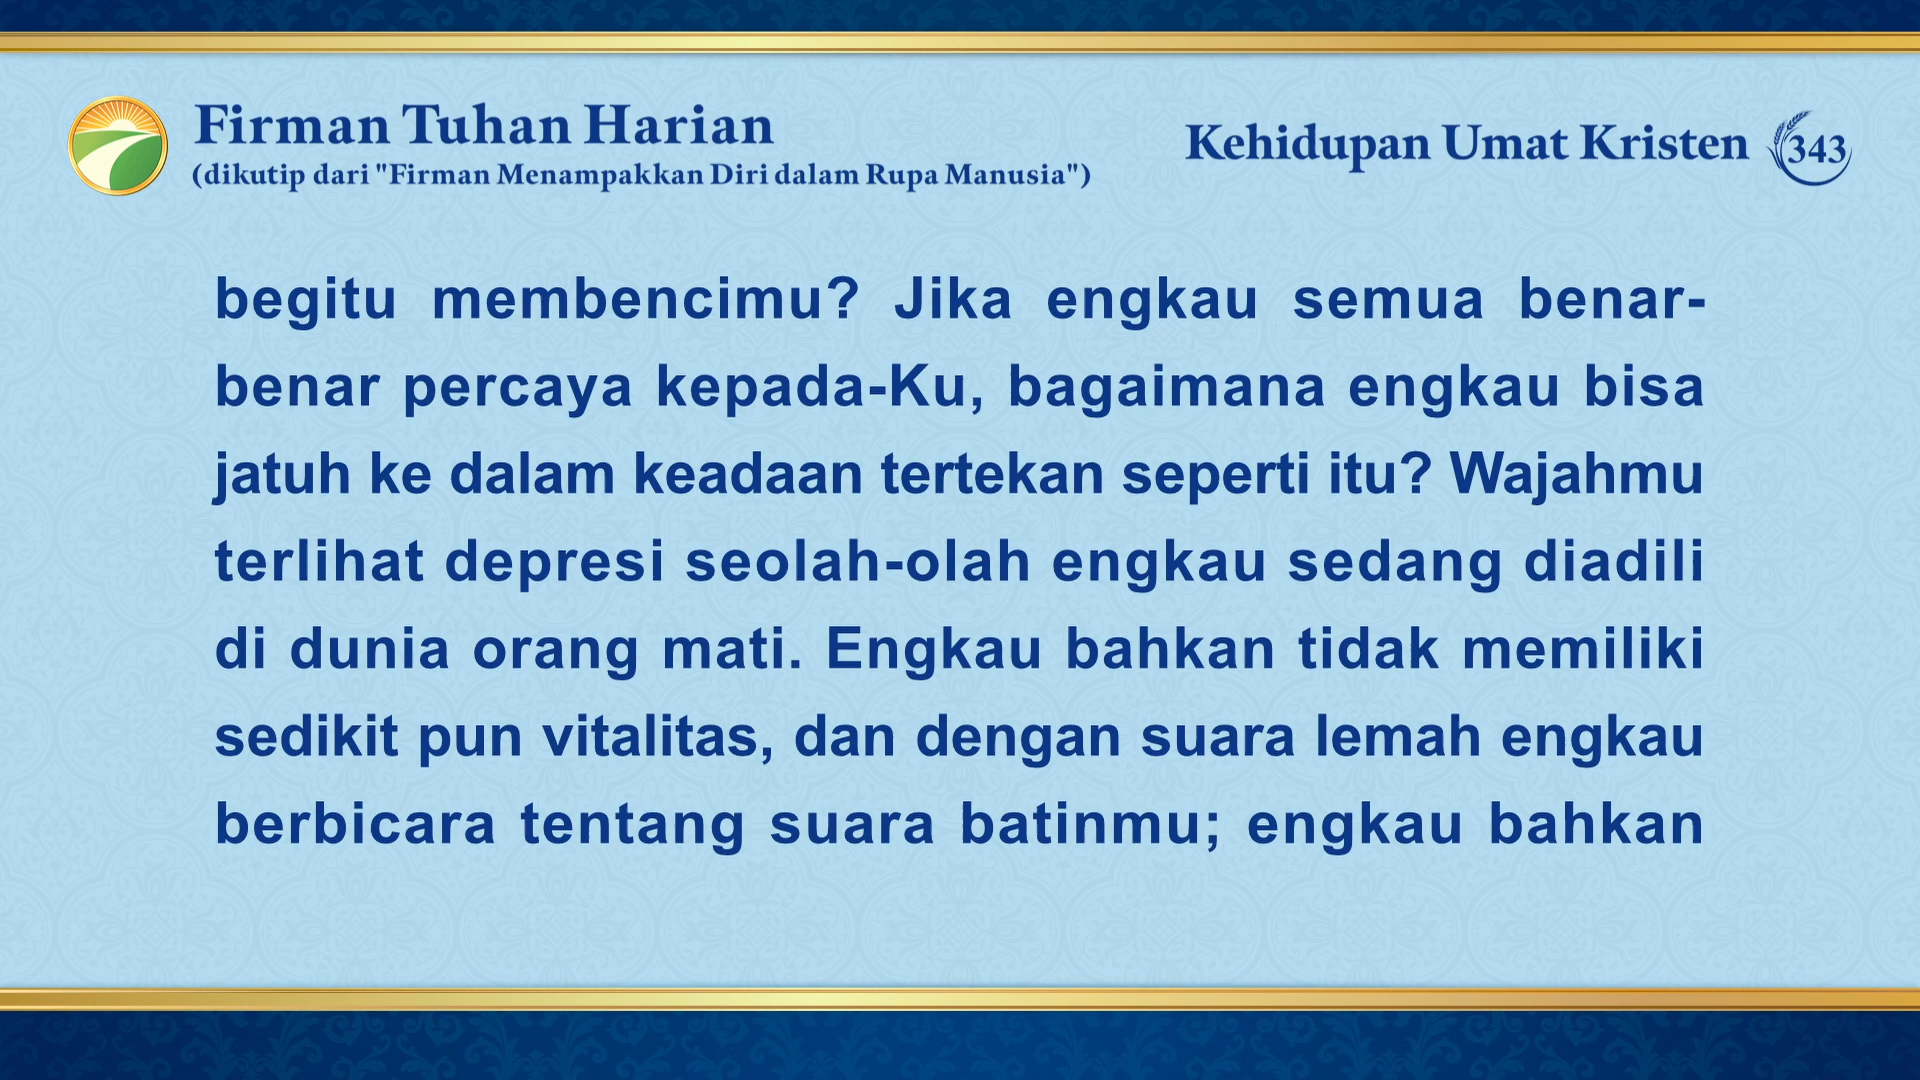 Firman Tuhan Harian
(dikutip dari "Firman Menampakkan Diri dalam Rupa Manusia")
Kehidupan Umat Kristen 343
begitu membencimu? Jika engkau semua benar-
benar percaya kepada-Ku, bagaimana engkau bisa
jatuh ke dalam keadaan tertekan seperti itu? Wajahmu
terlihat depresi seolah-olah engkau sedang diadili
di dunia orang mati. Engkau bahkan tidak memiliki
sedikit pun vitalitas, dan dengan suara lemah engkau
berbicara tentang suara batinmu; engkau bahkan